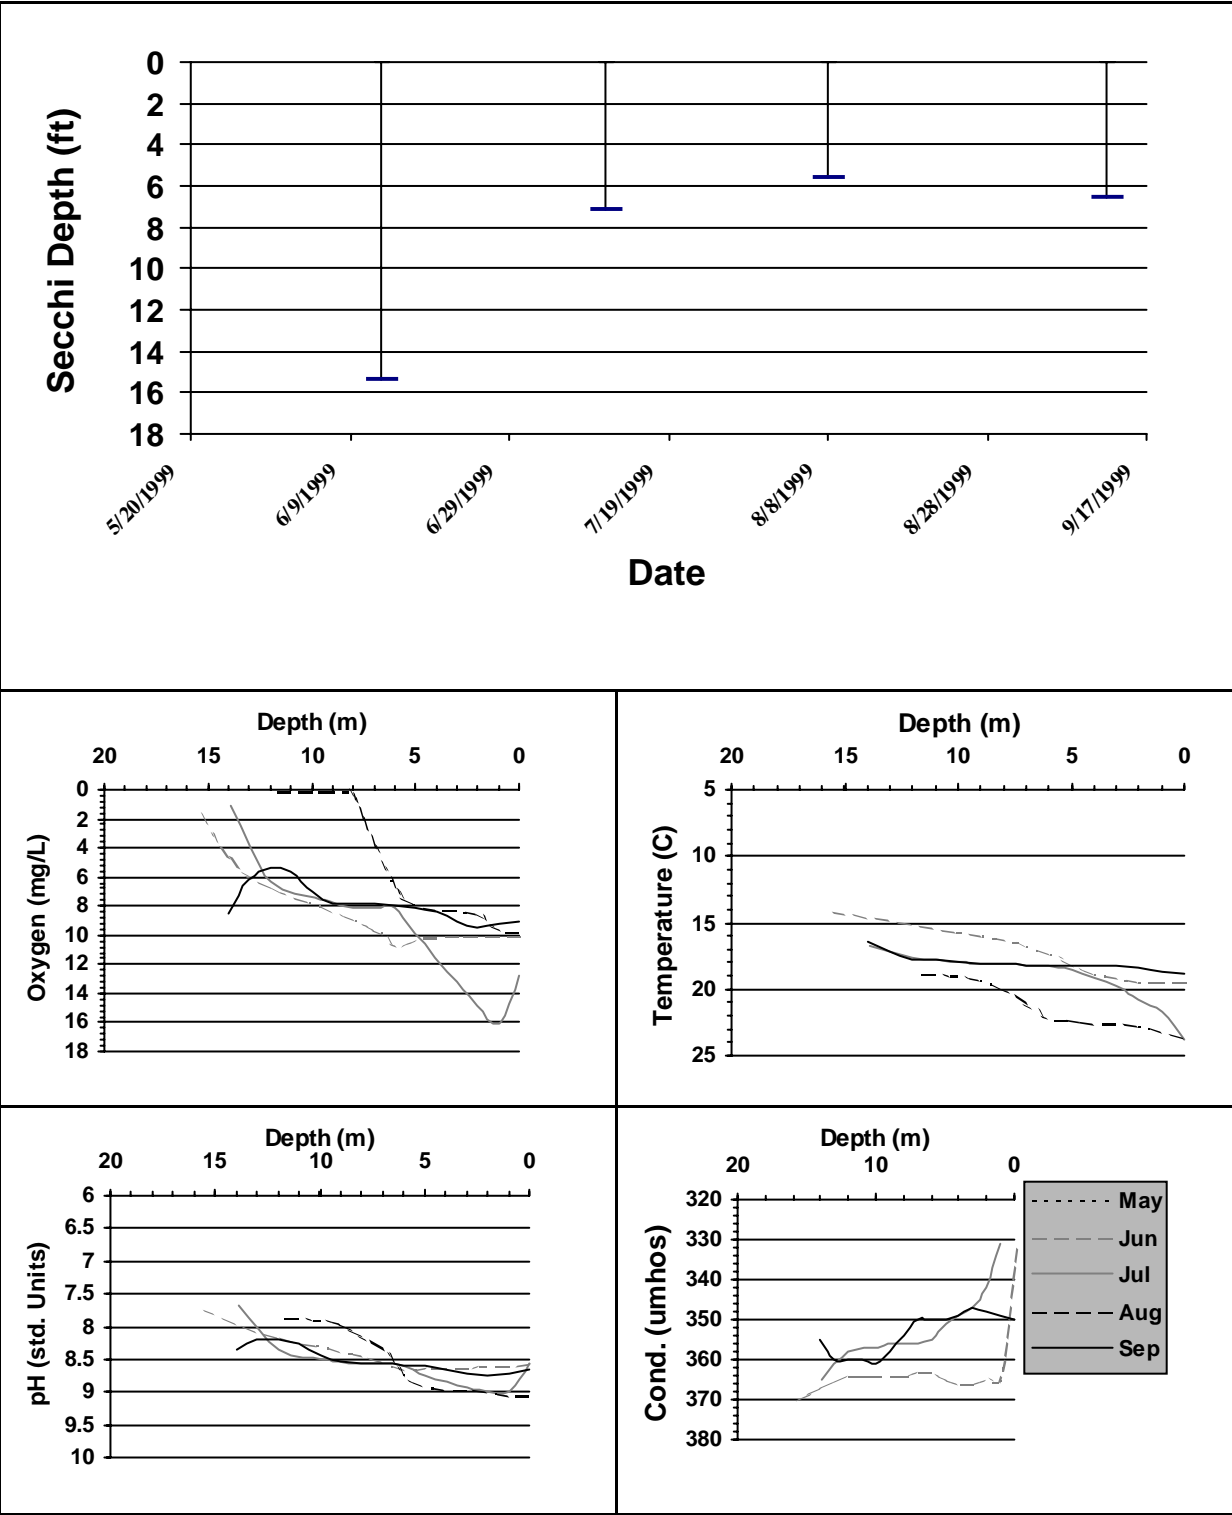 0
2
4
6
8
10
12
14
16
18
Secchi Depth (ft)
5/20/1999
6/9/1999
6/29/1999
7/19/1999
8/8/1999
8/28/1999
9/17/1999
Date
Depth (m)
20 15 10 5 0
0
2
4
6
8
10
12
14
16
18
Oxygen (mg/L)
Depth (m)
20 15 10 5 0
5
10
15
20
25
Temperature (C)
Depth (m)
20 15 10 5 0
6
6.5
7
7.5
8
8.5
9
9.5
10
pH (std. Units)
Depth (m)
20 10 0
320
330
340
350
360
370
380
Cond. (umhos)
May
Jun
Jul
Aug
Sep